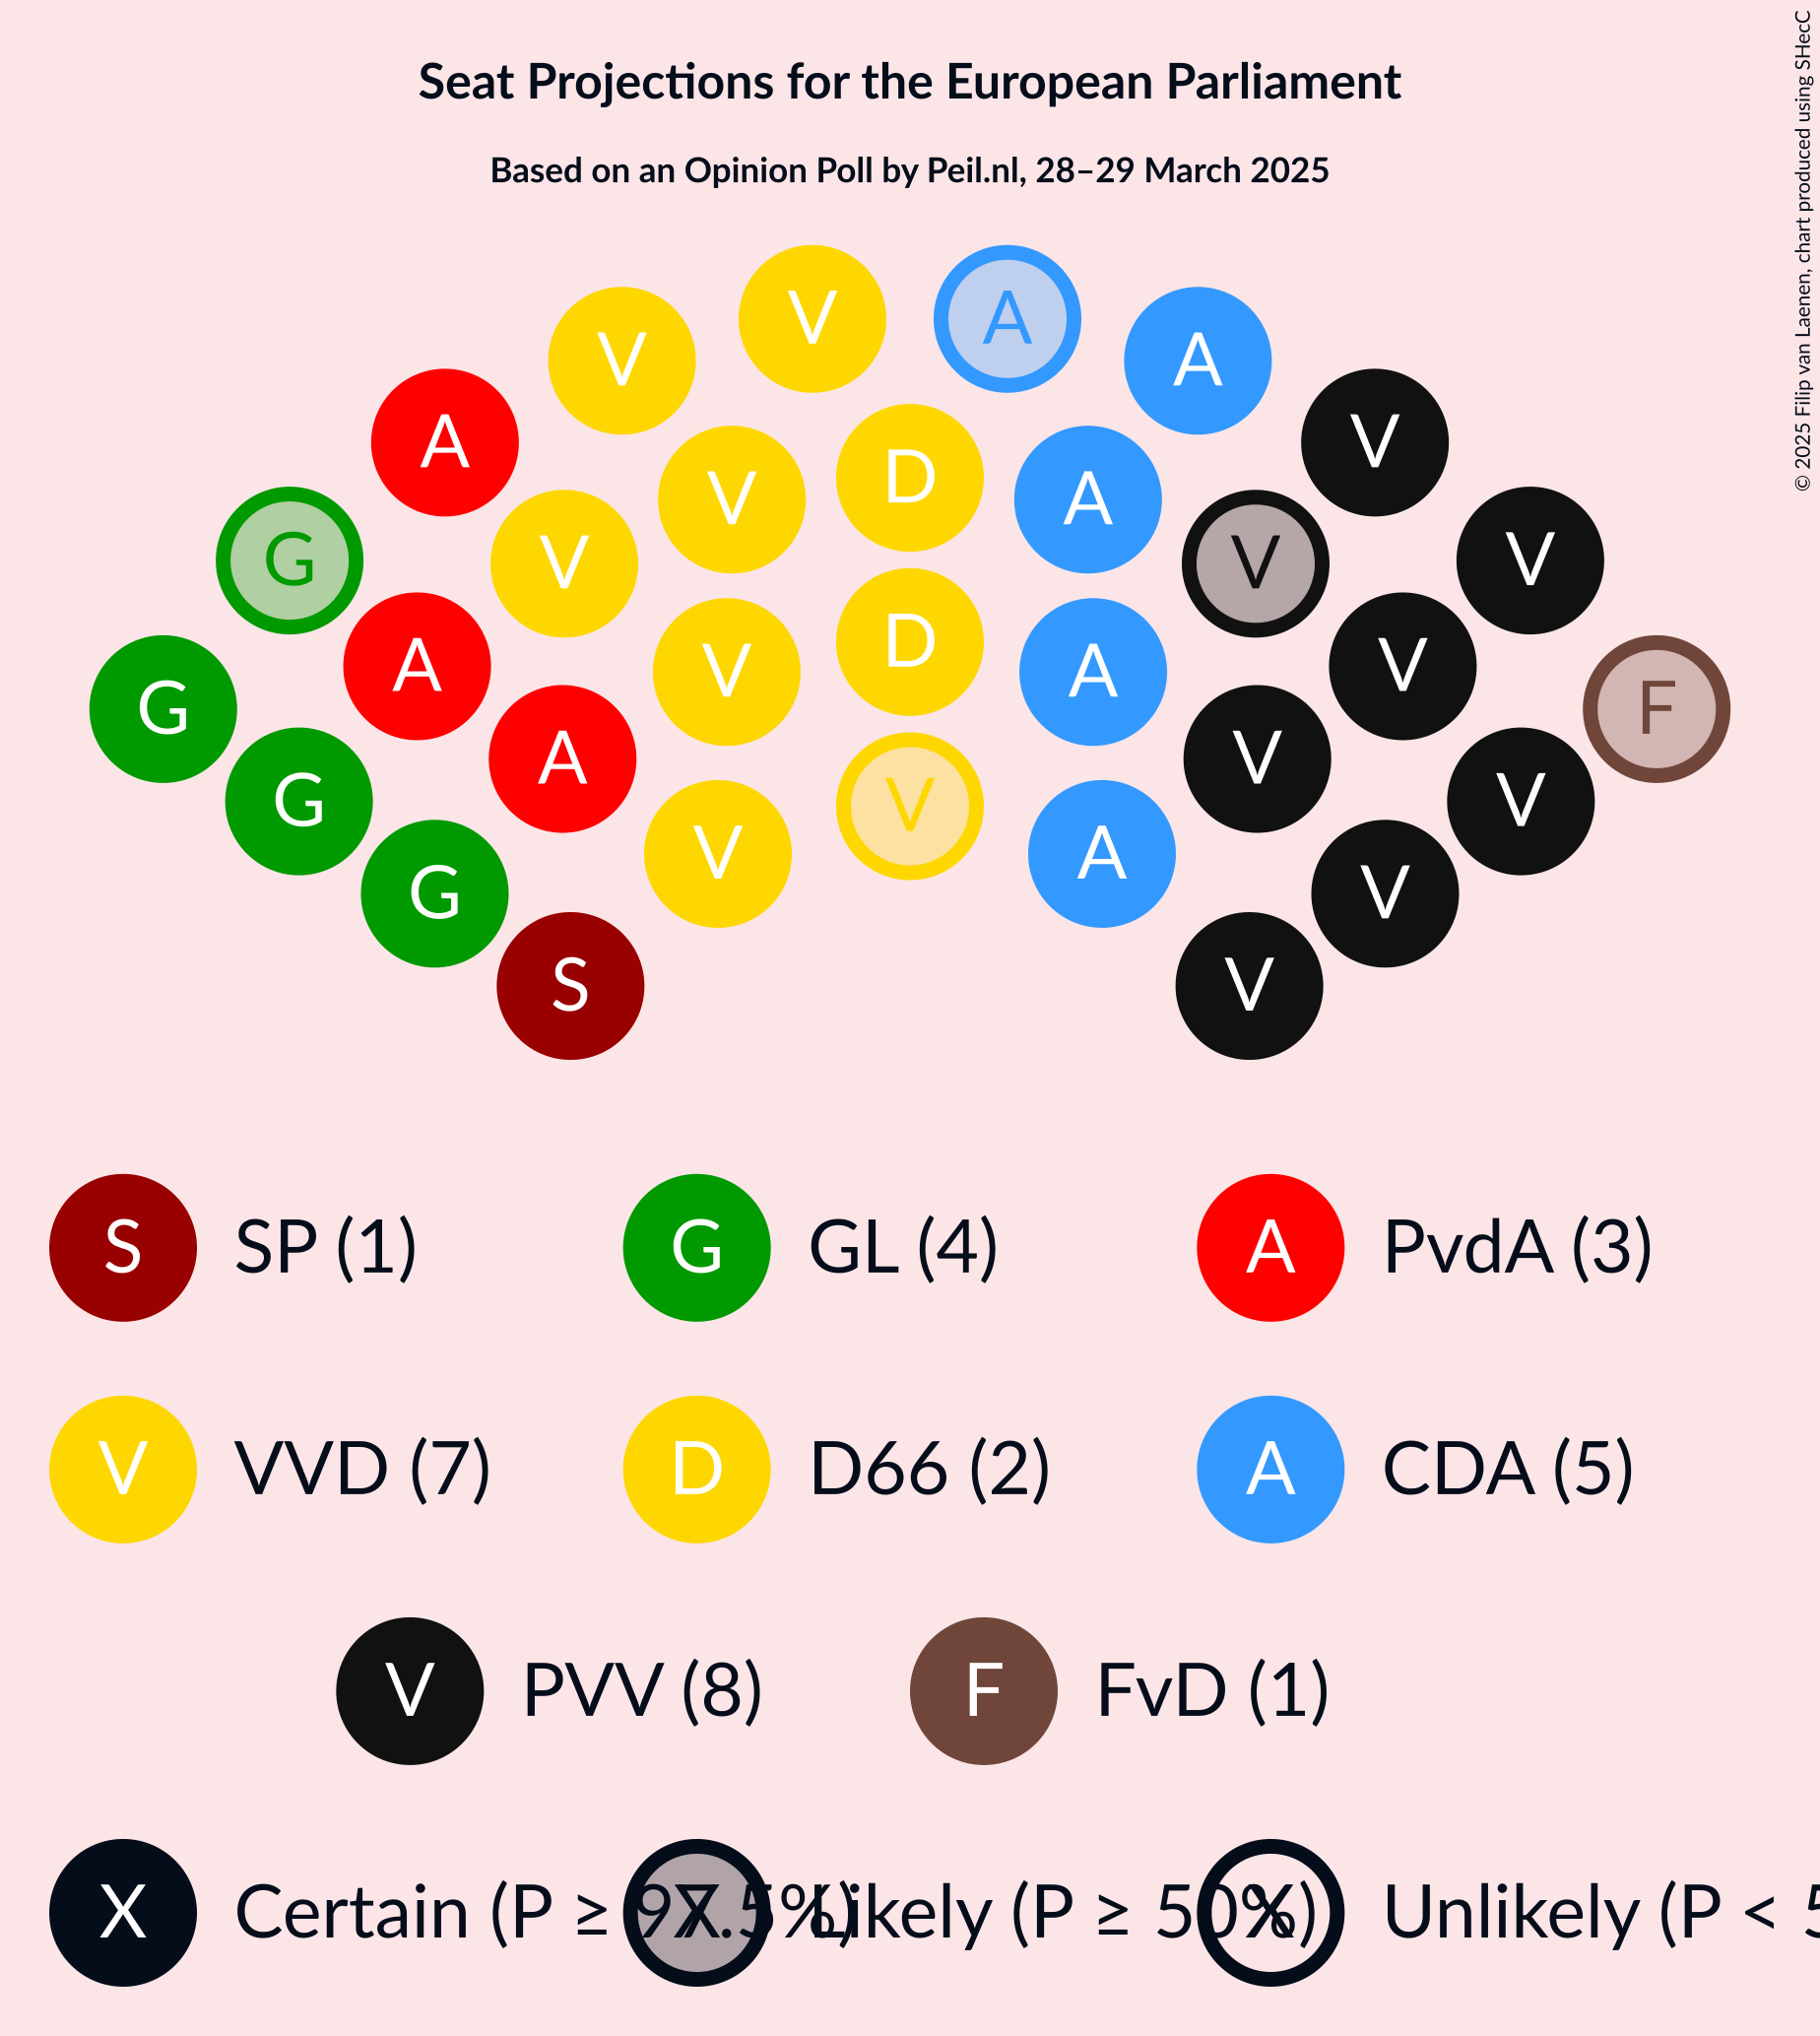 Seat Projections for the European Parliament
Based on an Opinion Poll by Peil.nl, 28–29 March 2025
© 2025 Filip van Laenen, chart produced using SHecC
V V A A
A V
V D A
G V V V
A V D A V
G A V F
G V V
G V A V
S V
S SP (1) G GL (4) A PvdA (3)
V VVD (7) D D66 (2) A CDA (5)
V PVV (8) F FvD (1)
X Certain (P ≥ 97.5%) X Likely (P ≥ 50%) X Unlikely (P < 5